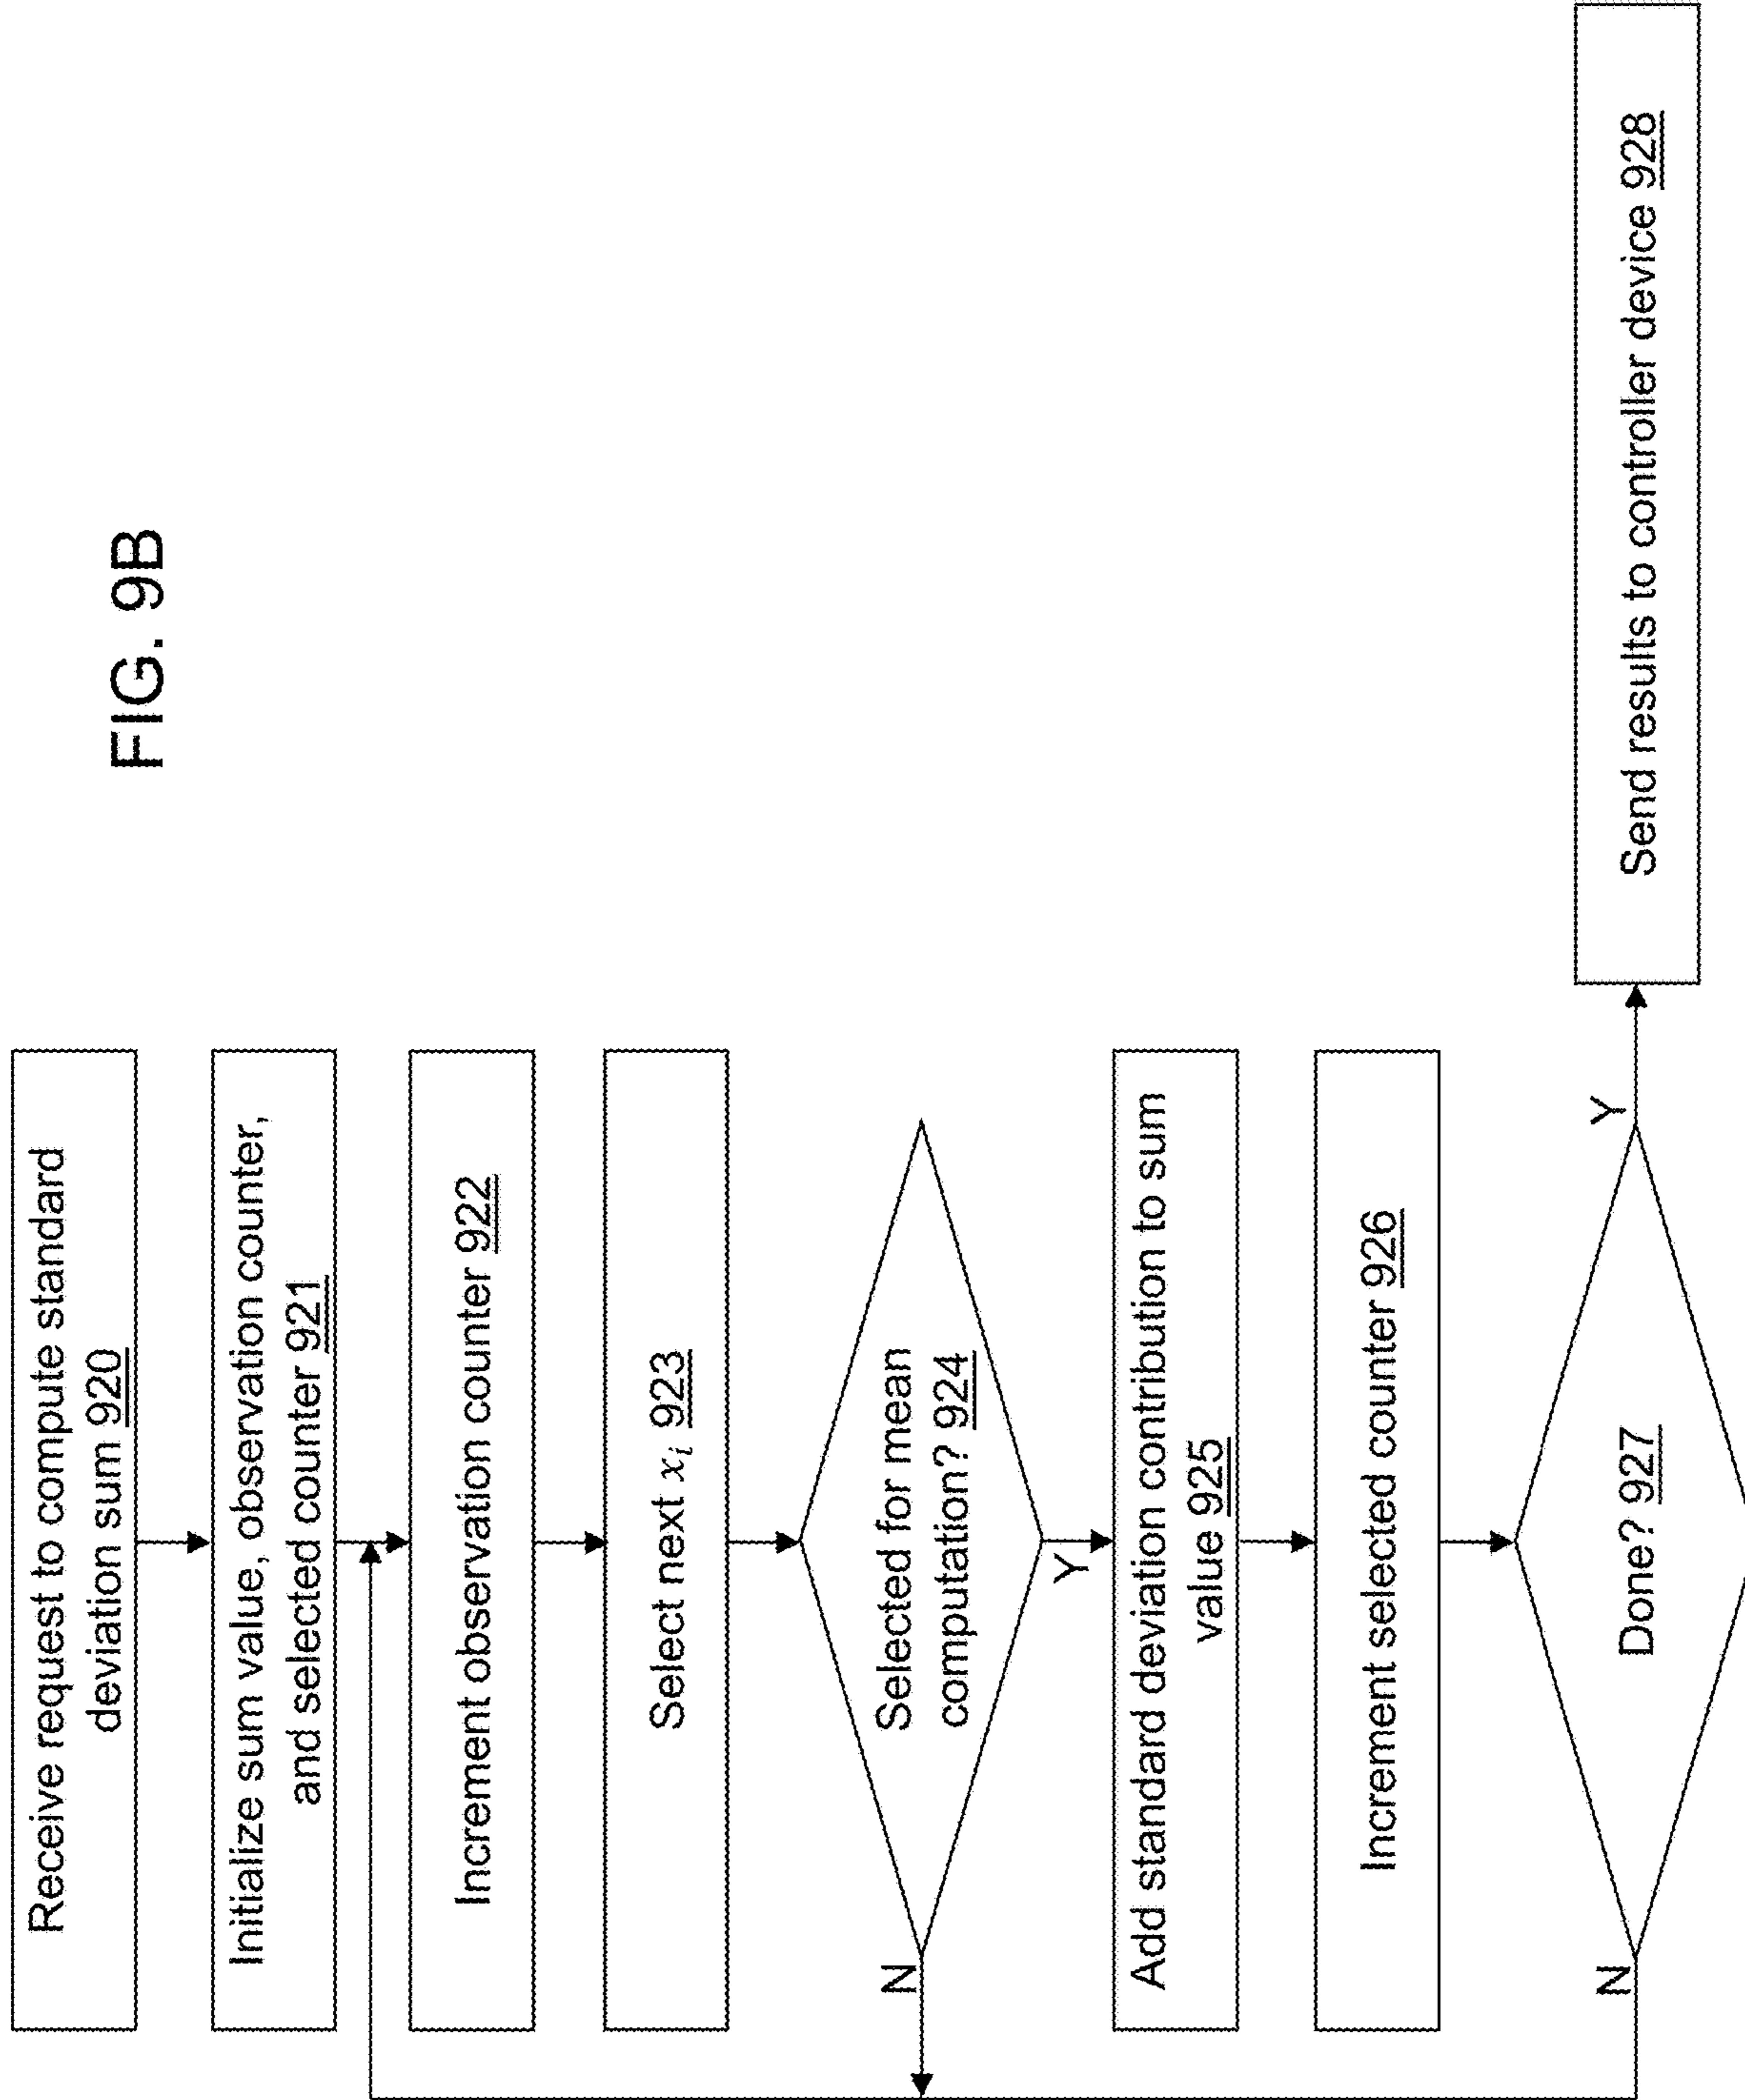 FIG. 9B
Receive request to compute standard
deviation sum 920
Initialize sum value, observation counter,
and selected counter 921
Increment observation counter 922
Select next xᵢ 923
Selected for mean
computation? 924
N
Y
Add standard deviation contribution to sum
value 925
Increment selected counter 926
Done? 927
N
Y
Send results to controller device 928